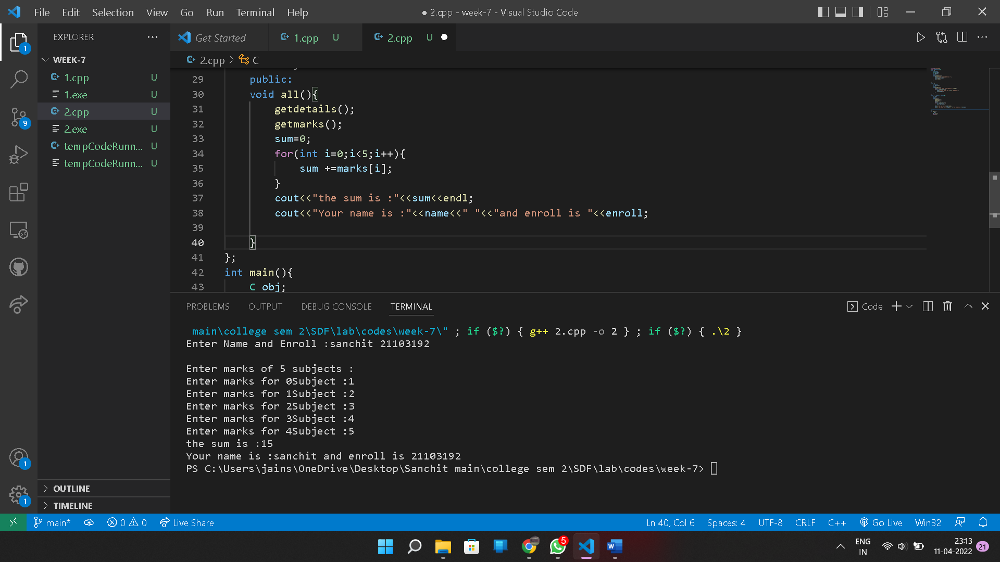 File Edit Selection View Go Run Terminal Help
● 2.cpp - week-7 - Visual Studio Code
EXPLORER
Get Started
1.cpp U
2.cpp U
WEEK-7
2.cpp > C
1.cpp U
1.exe U
2.cpp U
2.exe U
tempCodeRunn... U
tempCodeRunn... U
29 public:
30 void all(){
31 getdetails();
32 getmarks();
33 sum=0;
34 for(int i=0;i<5;i++){
35 sum +=marks[i];
36 }
37 cout<<"the sum is :"<<sum<<endl;
38 cout<<"Your name is :"<<name<<" "<<"and enroll is "<<enroll;
39
40 }
41 };
42 int main(){
43 C obj;
PROBLEMS OUTPUT DEBUG CONSOLE TERMINAL
Code
main\college sem 2\SDF\lab\codes\week-7\" ; if ($?) { g++ 2.cpp -o 2 } ; if ($?) { .\2 }
Enter Name and Enroll :sanchit 21103192
Enter marks of 5 subjects :
Enter marks for 0Subject :1
Enter marks for 1Subject :2
Enter marks for 2Subject :3
Enter marks for 3Subject :4
Enter marks for 4Subject :5
the sum is :15
Your name is :sanchit and enroll is 21103192
PS C:\Users\jains\OneDrive\Desktop\Sanchit main\college sem 2\SDF\lab\codes\week-7>
1
9
1
1
OUTLINE
TIMELINE
main* 0 0 Live Share
Ln 40, Col 6 Spaces: 4 UTF-8 CRLF C++ Go Live Win32
5
W
ENG
IN
23:13
11-04-2022
21